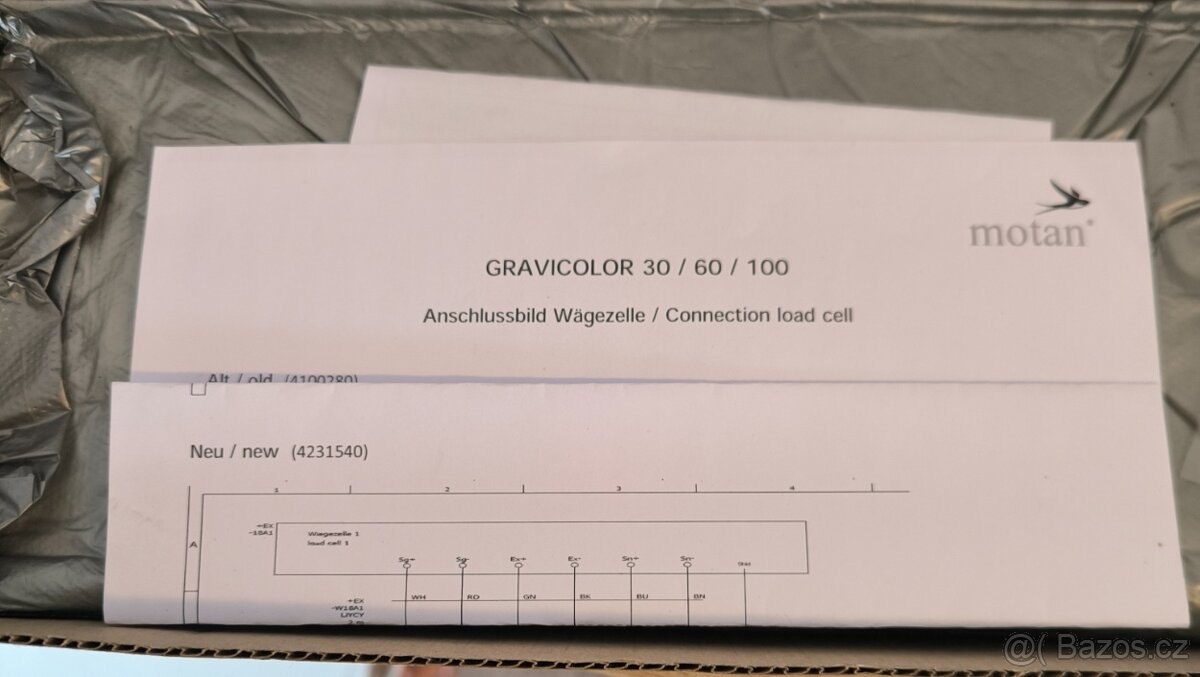 motan
GRAVICOLOR 30 / 60 / 100
Anschlussbild Wägezelle / Connection load cell
Alt / old (4100280)
Neu / new (4231540)
1 2 3 4
A
+EX
-18A1
Wiegezelle 1
load cell 1
Sg+ Sg- Ex+ Ex- Sn+ Sn-
WH RD GN BK BU BN
+EX
-W18A1
LIYCY
2 m
@( Bazos.cz